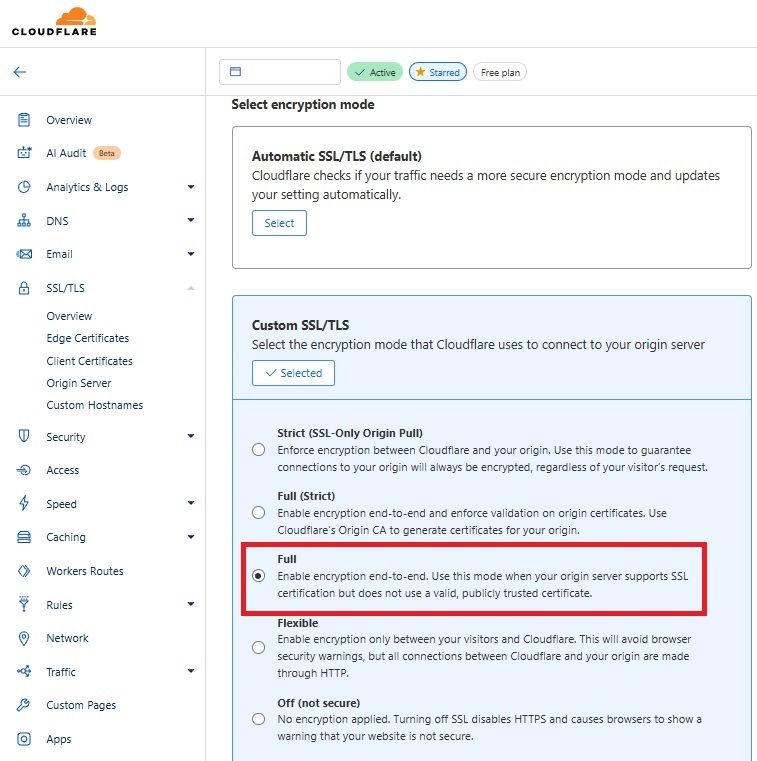 CLOUDFLARE
Active
Starred
Free plan
Overview
AI Audit
Beta
Analytics & Logs
DNS
Email
SSL/TLS
Overview
Edge Certificates
Client Certificates
Origin Server
Custom Hostnames
Security
Access
Speed
Caching
Workers Routes
Rules
Network
Traffic
Custom Pages
Apps
Select encryption mode
Automatic SSL/TLS (default)
Cloudflare checks if your traffic needs a more secure encryption mode and updates
your setting automatically.
Select
Custom SSL/TLS
Select the encryption mode that Cloudflare uses to connect to your origin server
Selected
Strict (SSL-Only Origin Pull)
Enforce encryption between Cloudflare and your origin. Use this mode to guarantee
connections to your origin will always be encrypted, regardless of your visitor's request.
Full (Strict)
Enable encryption end-to-end and enforce validation on origin certificates. Use
Cloudflare's Origin CA to generate certificates for your origin.
Full
Enable encryption end-to-end. Use this mode when your origin server supports SSL
certification but does not use a valid, publicly trusted certificate.
Flexible
Enable encryption only between your visitors and Cloudflare. This will avoid browser
security warnings, but all connections between Cloudflare and your origin are made
through HTTP.
Off (not secure)
No encryption applied. Turning off SSL disables HTTPS and causes browsers to show a
warning that your website is not secure.